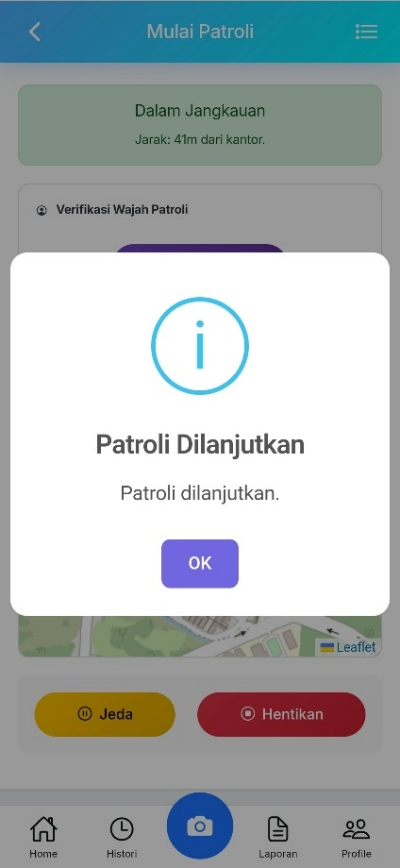 Mulai Patroli
Dalam Jangkauan
Jarak: 41m dari kantor.
Verifikasi Wajah Patroli
i
Patroli Dilanjutkan
Patroli dilanjutkan.
OK
Leaflet
Jeda
Hentikan
Home
Histori
Laporan
Profile